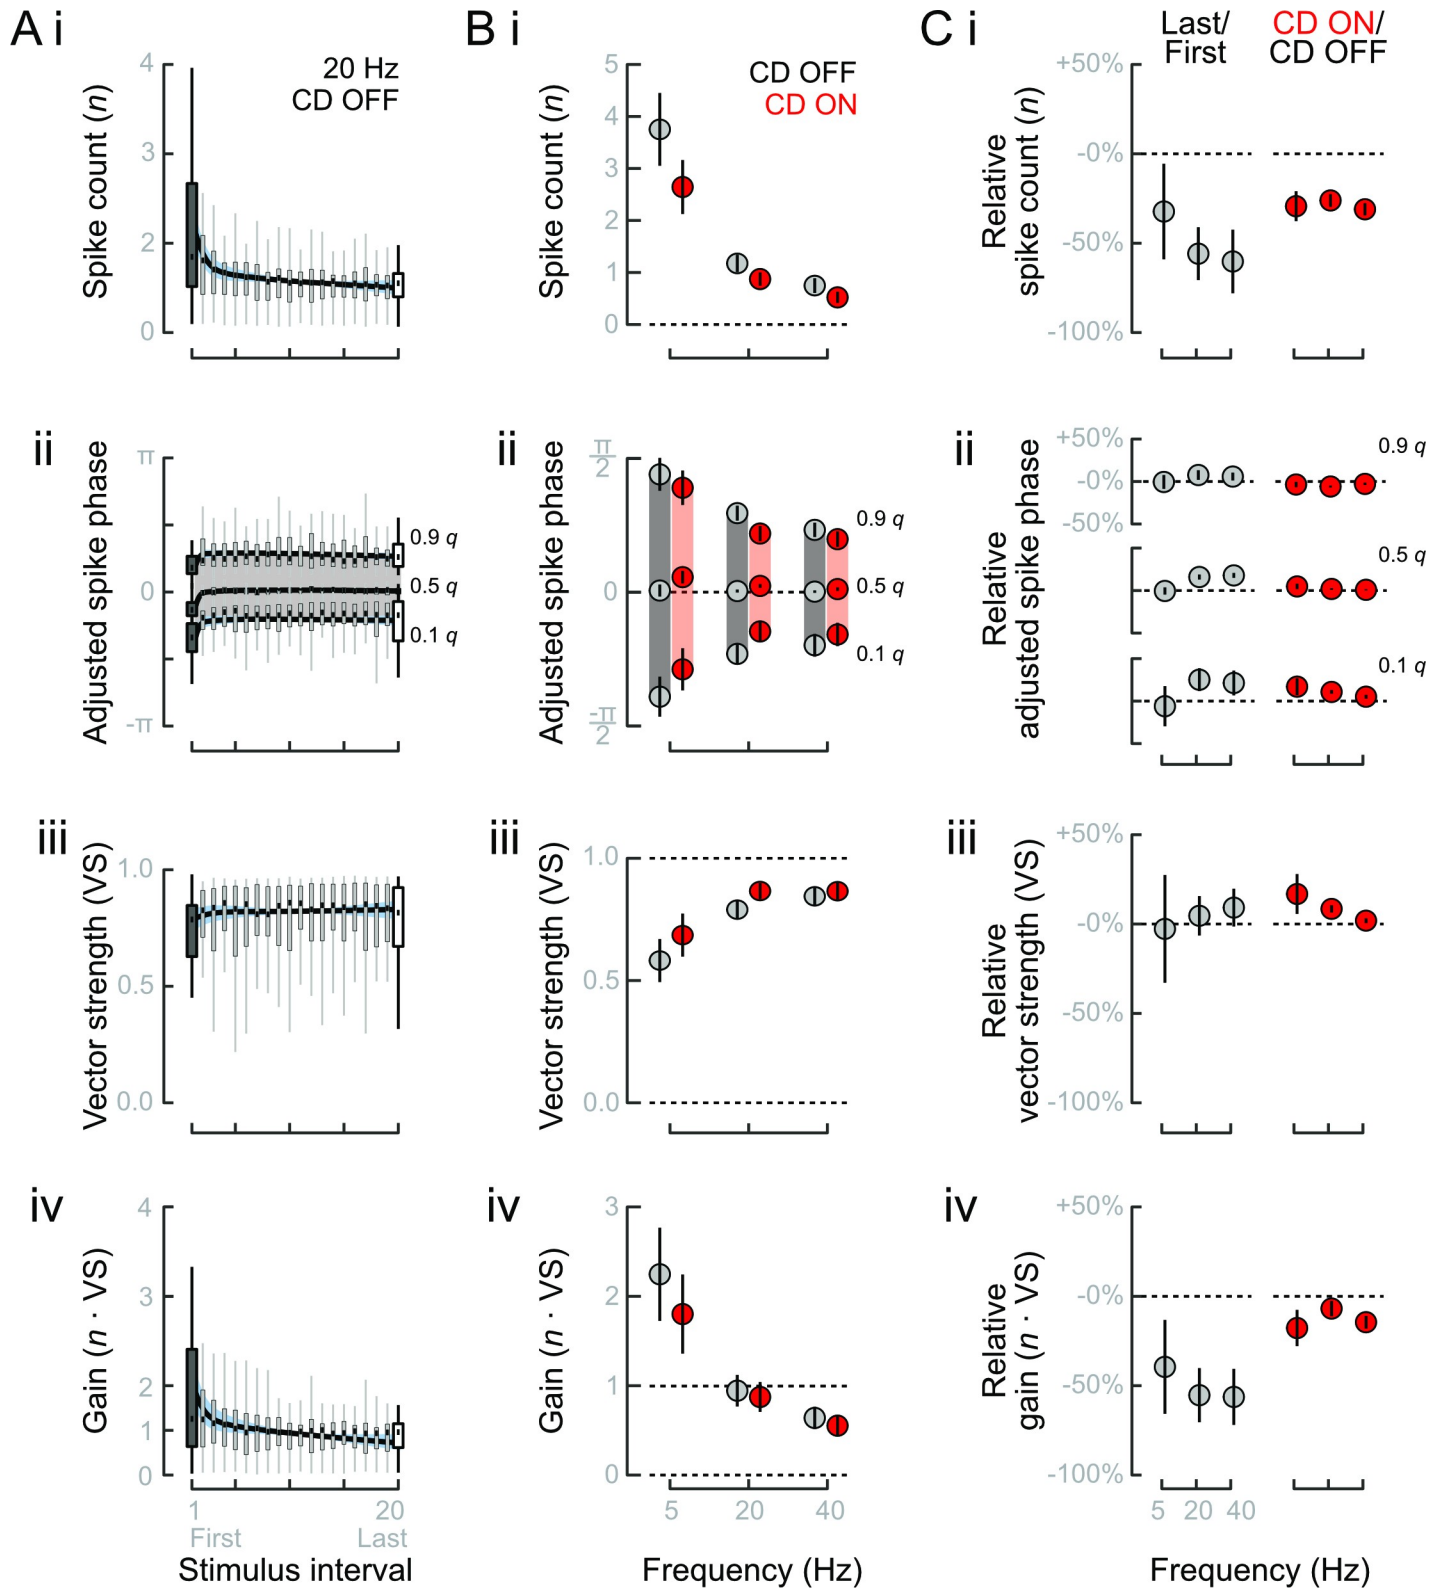 A i
B i
C i
Last/
First
CD ON/
CD OFF
20 Hz
CD OFF
Spike count (n)
4
3
2
1
0
CD OFF
CD ON
Spike count (n)
5
4
3
2
1
0
Relative
spike count (n)
+50%
-0%
-50%
-100%
ii
Adjusted spike phase
π
0
-π
0.9 q
0.5 q
0.1 q
ii
Adjusted spike phase
π
2
0
-π
2
0.9 q
0.5 q
0.1 q
ii
Relative
adjusted spike phase
+50%
-0%
-50%
0.9 q
0.5 q
0.1 q
iii
Vector strength (VS)
1.0
0.5
0.0
iii
Vector strength (VS)
1.0
0.5
0.0
iii
Relative
vector strength (VS)
+50%
-0%
-50%
-100%
iv
Gain (n · VS)
4
3
2
1
0
1
20
First
Last
Stimulus interval
iv
Gain (n · VS)
3
2
1
0
5
20
40
Frequency (Hz)
iv
Relative
gain (n · VS)
+50%
-0%
-50%
-100%
5
20
40
Frequency (Hz)